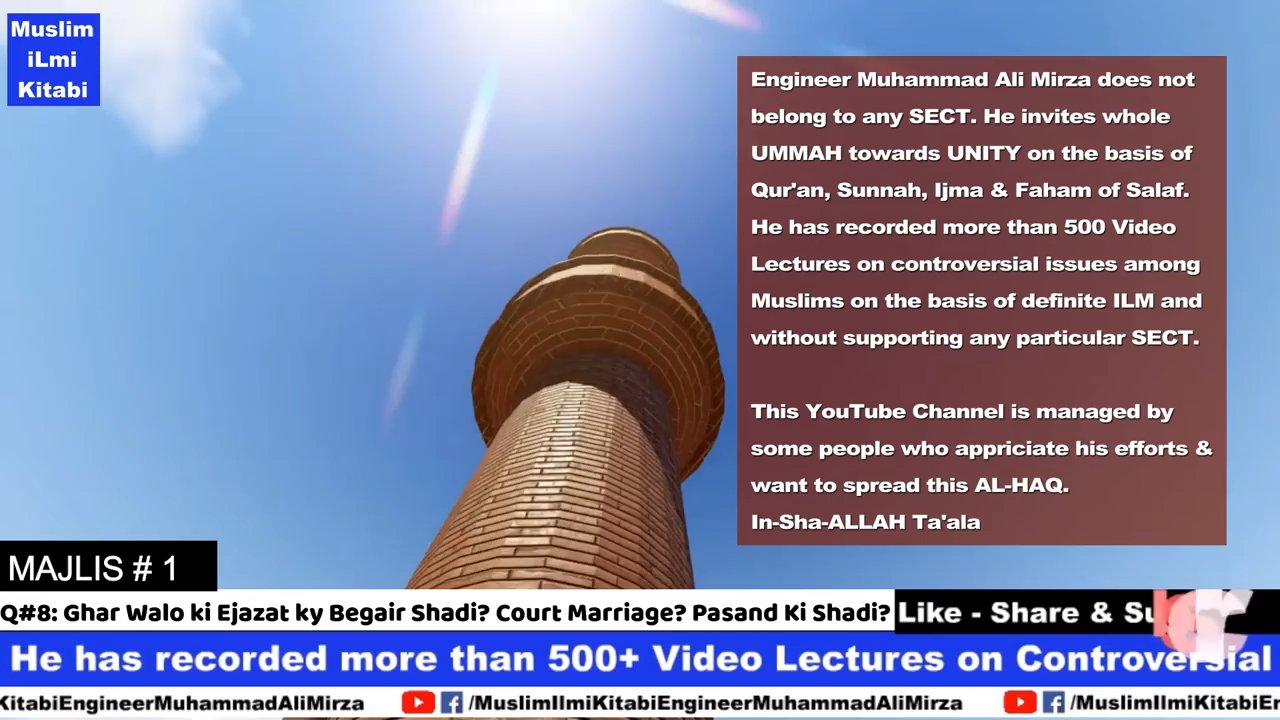 Muslim
iLmi
Kitabi
Engineer Muhammad Ali Mirza does not
belong to any SECT. He invites whole
UMMAH towards UNITY on the basis of
Qur'an, Sunnah, Ijma & Faham of Salaf.
He has recorded more than 500 Video
Lectures on controversial issues among
Muslims on the basis of definite ILM and
without supporting any particular SECT.
This YouTube Channel is managed by
some people who appriciate his efforts &
want to spread this AL-HAQ.
In-Sha-ALLAH Ta'ala
MAJLIS # 1
Q#8: Ghar Walo ki Ejazat ky Begair Shadi? Court Marriage? Pasand Ki Shadi? Like - Share &
He has recorded more than 500+ Video Lectures on Controversial
KitabiEngineerMuhammadAliMirza /MuslimIlmiKitabiEngineerMuhammadAliMirza /MuslimIlmiKitabiEn